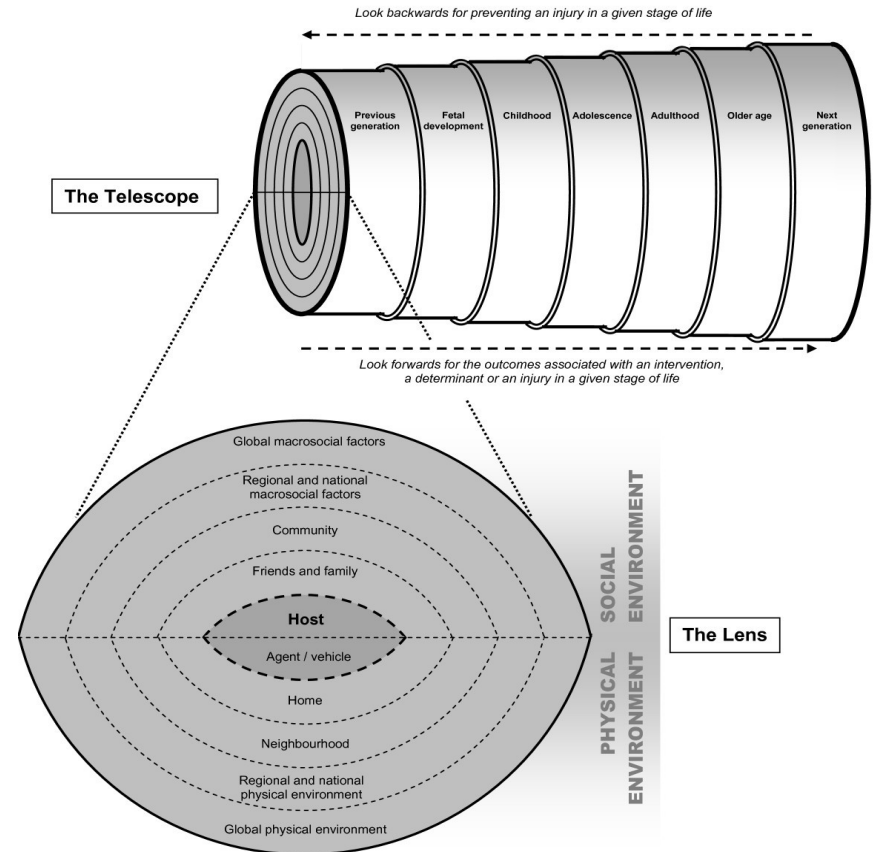 Look backwards for preventing an injury in a given stage of life
Previous
generation
Fetal
development
Childhood
Adolescence
Adulthood
Older age
Next
generation
The Telescope
Look forwards for the outcomes associated with an intervention,
a determinant or an injury in a given stage of life
Global macrosocial factors
Regional and national
macrosocial factors
Community
Friends and family
Host
Agent / vehicle
Home
Neighbourhood
Regional and national
physical environment
Global physical environment
SOCIAL
ENVIRONMENT
PHYSICAL
ENVIRONMENT
The Lens